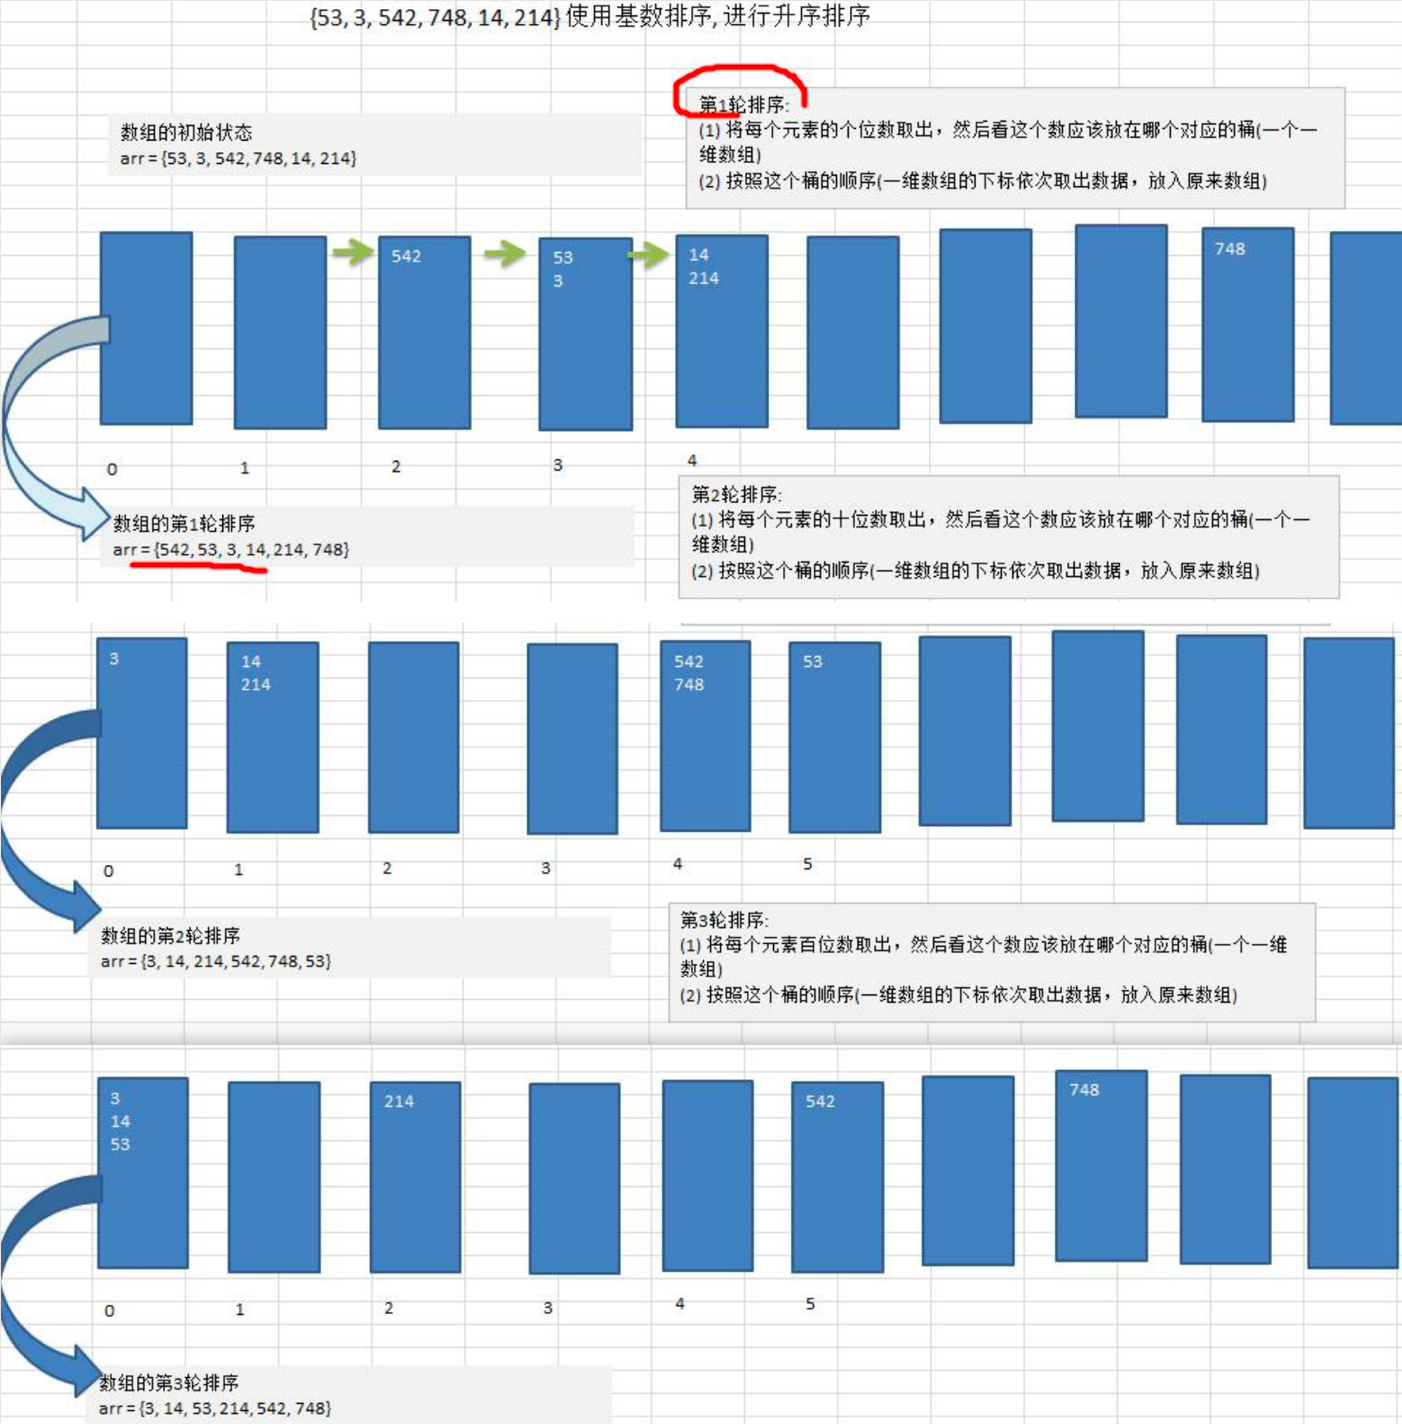 {53, 3, 542, 748, 14, 214} 使用基数排序, 进行升序排序
数组的初始状态
arr = {53, 3, 542, 748, 14, 214}
第1轮排序:
(1) 将每个元素的个位数取出，然后看这个数应该放在哪个对应的桶(一个一
维数组)
(2) 按照这个桶的顺序(一维数组的下标依次取出数据，放入原来数组)
542
53
3
14
214
748
0
1
2
3
4
数组的第1轮排序
arr = {542, 53, 3, 14, 214, 748}
第2轮排序:
(1) 将每个元素的十位数取出，然后看这个数应该放在哪个对应的桶(一个一
维数组)
(2) 按照这个桶的顺序(一维数组的下标依次取出数据，放入原来数组)
3
14
214
542
748
53
0
1
2
3
4
5
数组的第2轮排序
arr = {3, 14, 214, 542, 748, 53}
第3轮排序:
(1) 将每个元素百位数取出，然后看这个数应该放在哪个对应的桶(一个一维
数组)
(2) 按照这个桶的顺序(一维数组的下标依次取出数据，放入原来数组)
3
14
53
214
542
748
0
1
2
3
4
5
数组的第3轮排序
arr = {3, 14, 53, 214, 542, 748}